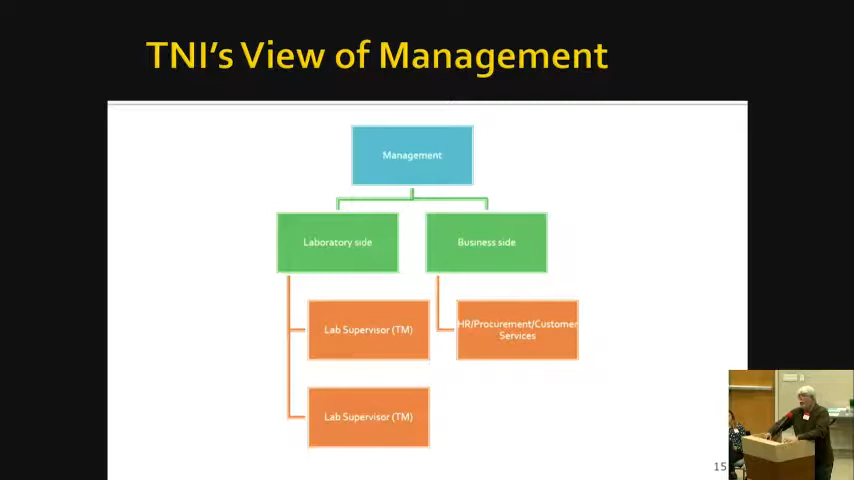 TNI's View of Management
Management
Laboratory side
Business side
Lab Supervisor (TM)
HR/Procurement/Customer
Services
Lab Supervisor (TM)
15